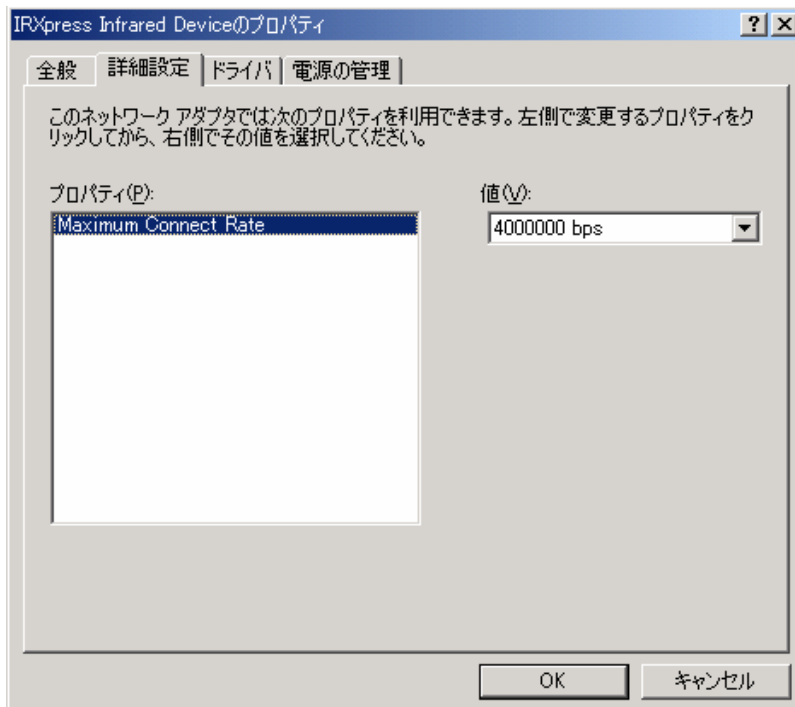 IRXpress Infrared Deviceのプロパティ
全般
詳細設定
ドライバ
電源の管理
このネットワーク アダプタでは次のプロパティを利用できます。左側で変更するプロパティをク
リックしてから、右側でその値を選択してください。
プロパティ(P):
値(V):
Maximum Connect Rate
4000000 bps
OK
キャンセル